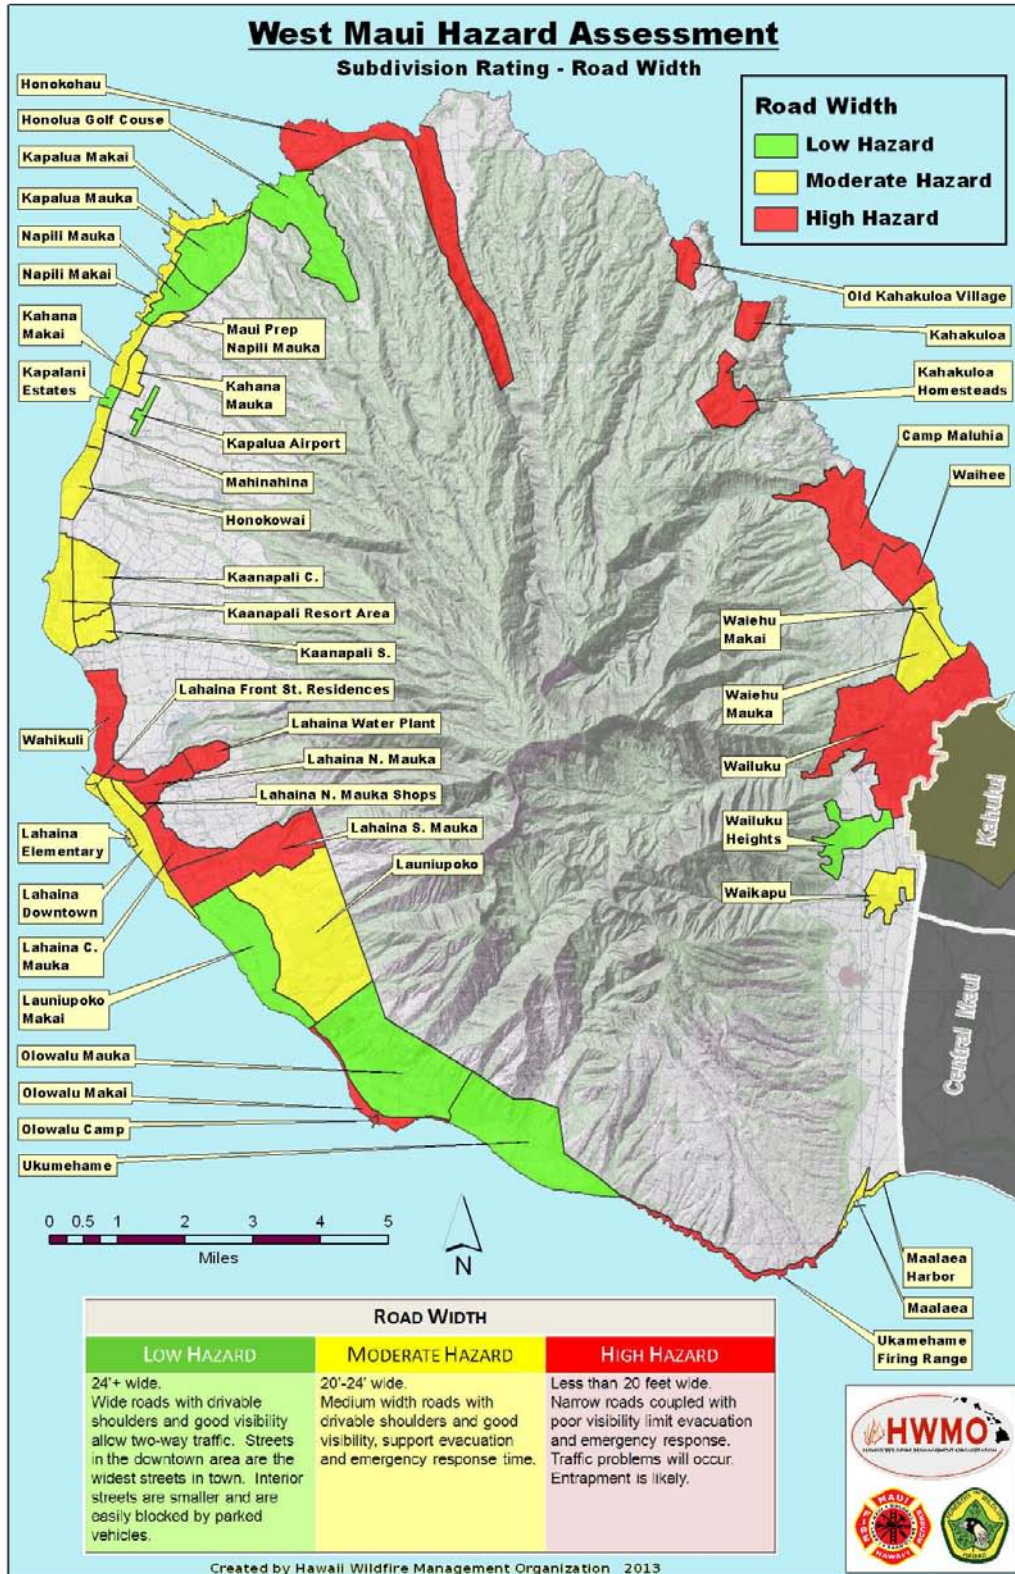 West Maui Hazard Assessment
Subdivision Rating - Road Width
Road Width
Low Hazard
Moderate Hazard
High Hazard
Honokohau
Honolua Golf Couse
Kapalua Makai
Kapalua Mauka
Napili Mauka
Napili Makai
Kahana
Makai
Kapalani
Estates
Maui Prep
Napili Mauka
Kahana
Mauka
Kapalua Airport
Mahinahina
Honokowai
Kaanapali C.
Kaanapali Resort Area
Kaanapali S.
Lahaina Front St. Residences
Wahikuli
Lahaina Water Plant
Lahaina N. Mauka
Lahaina N. Mauka Shops
Lahaina
Elementary
Lahaina S. Mauka
Launiupoko
Lahaina
Downtown
Lahaina C.
Mauka
Launiupoko
Makai
Olowalu Mauka
Olowalu Makai
Olowalu Camp
Ukumehame
Old Kahakuloa Village
Kahakuloa
Kahakuloa
Homesteads
Camp Maluhia
Waihee
Waiehu
Makai
Waiehu
Mauka
Wailuku
Wailuku
Heights
Waikapu
Kahului
Central Maui
Maalaea
Harbor
Maalaea
Ukamehame
Firing Range
0 0.5 1 2 3 4 5
Miles
N
ROAD WIDTH
LOW HAZARD
24'+ wide.
Wide roads with drivable
shoulders and good visibility
allow two-way traffic. Streets
in the downtown area are the
widest streets in town. Interior
streets are smaller and are
easily blocked by parked
vehicles.
MODERATE HAZARD
20'-24' wide.
Medium width roads with
drivable shoulders and good
visibility, support evacuation
and emergency response time.
HIGH HAZARD
Less than 20 feet wide.
Narrow roads coupled with
poor visibility limit evacuation
and emergency response.
Traffic problems will occur.
Entrapment is likely.
HWMO
MAUI
FIRE
HAWAII
Created by Hawaii Wildfire Management Organization 2013